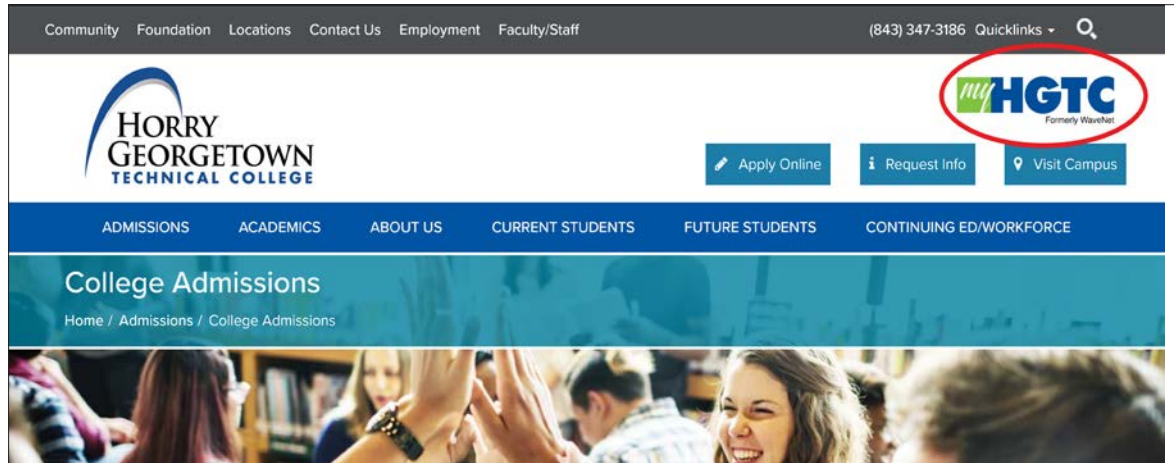 Community Foundation Locations Contact Us Employment Faculty/Staff (843) 347-3186 Quicklinks
myHGTC
Formerly WaveNet
HORRY
GEORGETOWN
TECHNICAL COLLEGE
Apply Online Request Info Visit Campus
ADMISSIONS ACADEMICS ABOUT US CURRENT STUDENTS FUTURE STUDENTS CONTINUING ED/WORKFORCE
College Admissions
Home / Admissions / College Admissions